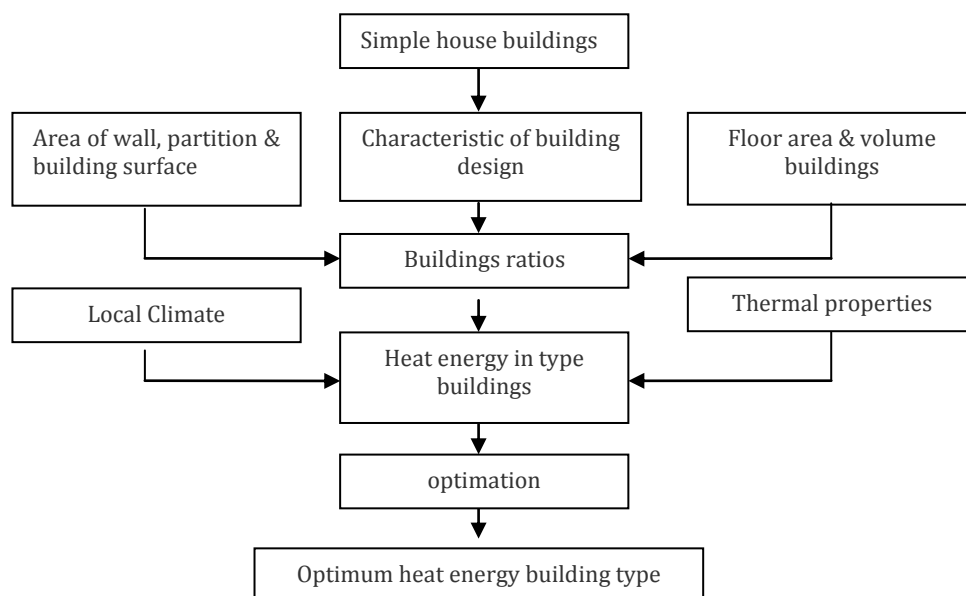 Simple house buildings
Area of wall, partition &
building surface
Characteristic of building
design
Floor area & volume
buildings
Buildings ratios
Local Climate
Thermal properties
Heat energy in type
buildings
optimation
Optimum heat energy building type